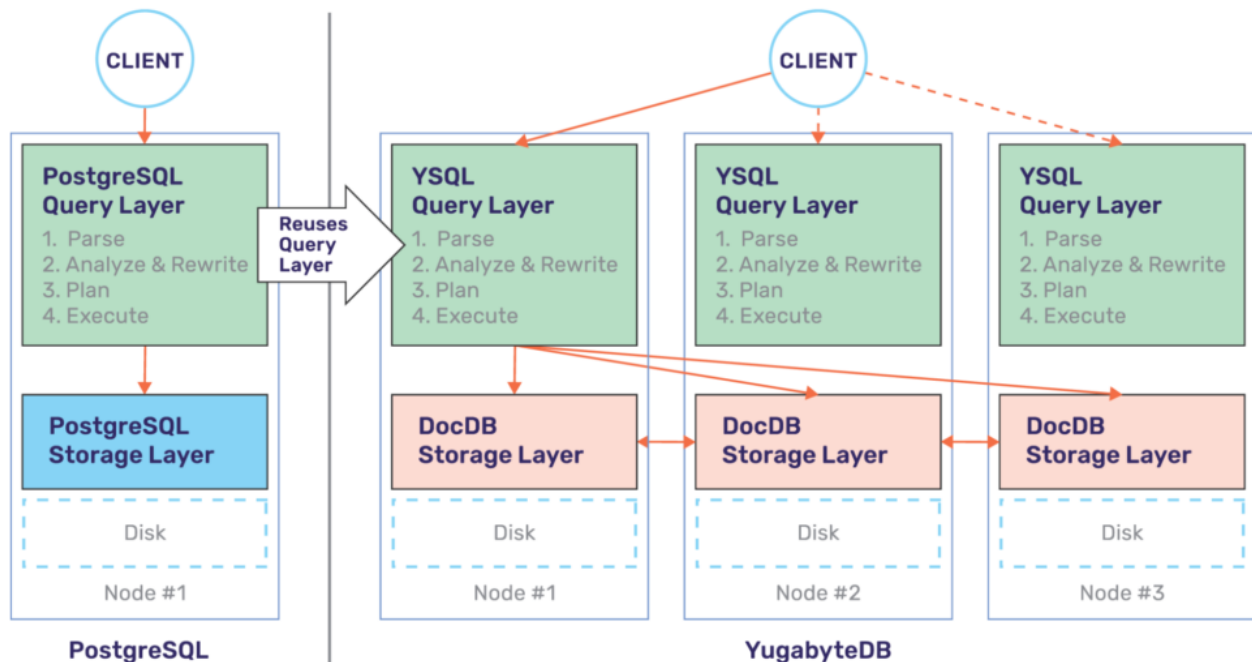 CLIENT
PostgreSQL
Query Layer
1. Parse
2. Analyze & Rewrite
3. Plan
4. Execute
PostgreSQL
Storage Layer
Disk
Node #1
PostgreSQL
Reuses
Query
Layer
CLIENT
YSQL
Query Layer
1. Parse
2. Analyze & Rewrite
3. Plan
4. Execute
DocDB
Storage Layer
Disk
Node #1
YSQL
Query Layer
1. Parse
2. Analyze & Rewrite
3. Plan
4. Execute
DocDB
Storage Layer
Disk
Node #2
YSQL
Query Layer
1. Parse
2. Analyze & Rewrite
3. Plan
4. Execute
DocDB
Storage Layer
Disk
Node #3
YugabyteDB